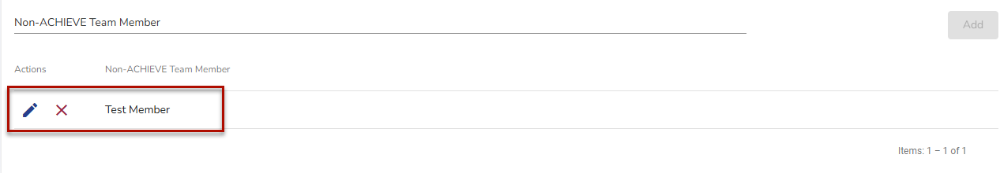 Non-ACHIEVE Team Member
Add
Actions Non-ACHIEVE Team Member
Test Member
Items: 1 – 1 of 1